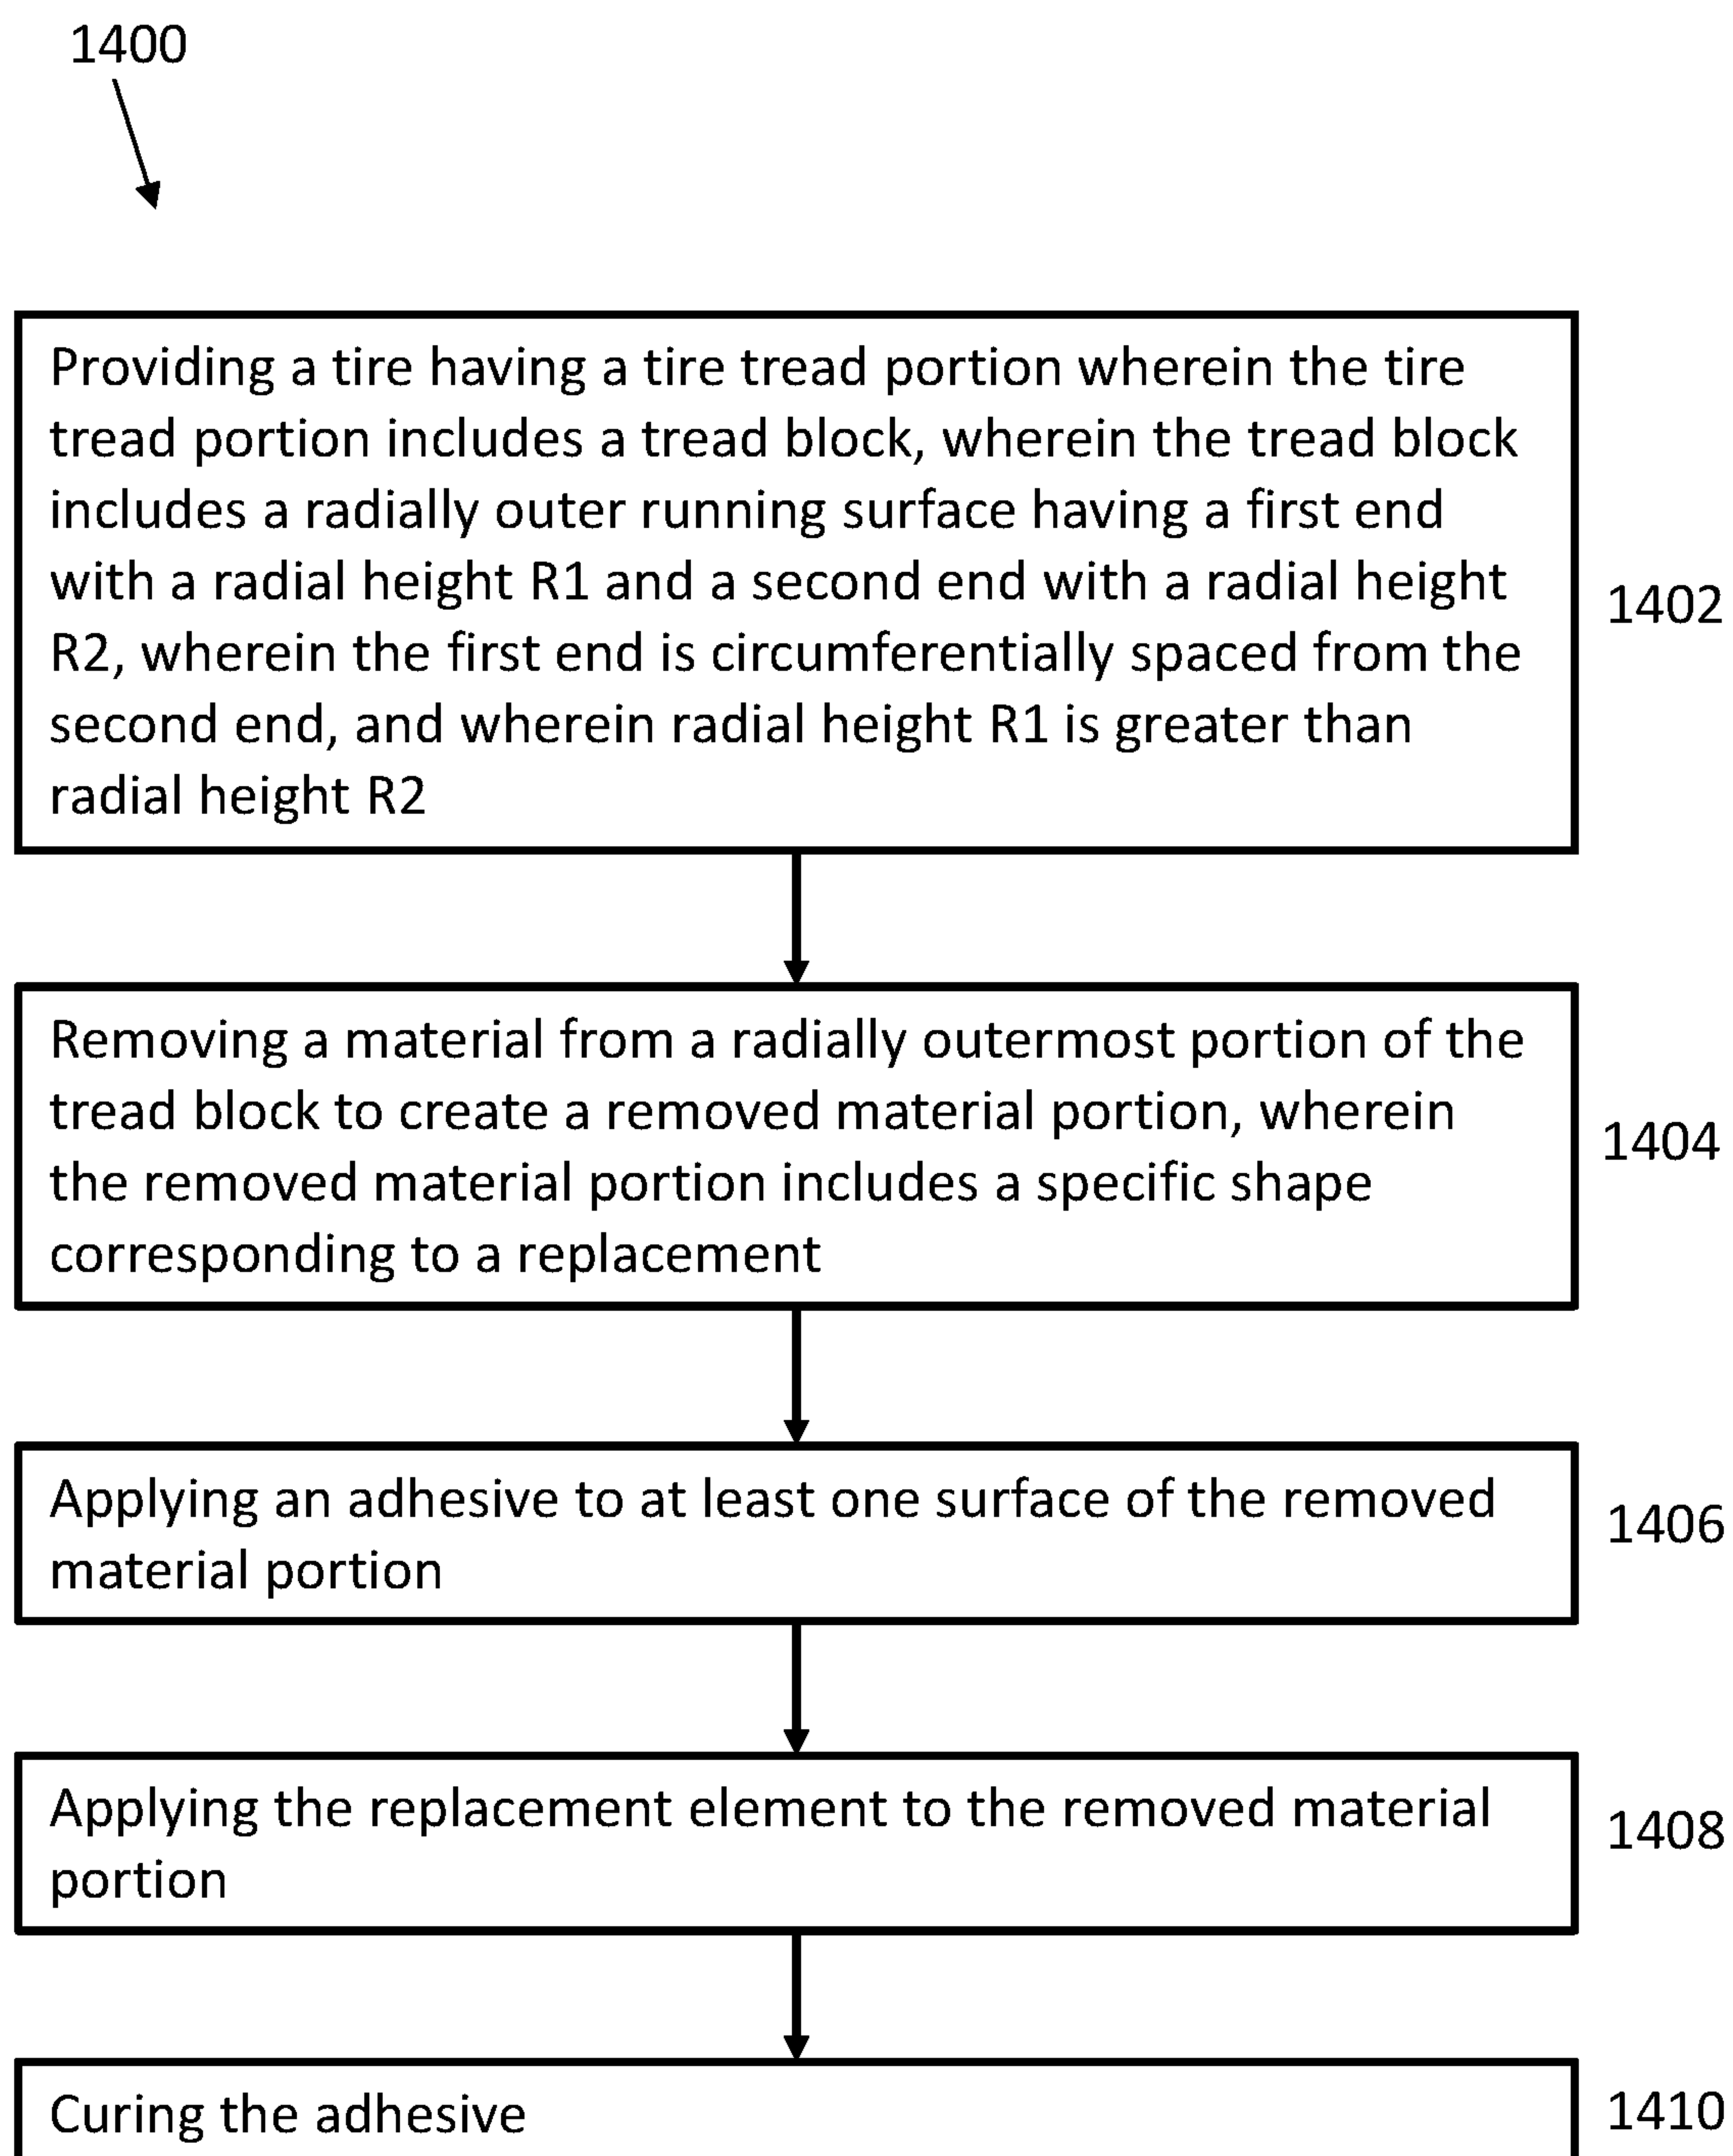 1400
Providing a tire having a tire tread portion wherein the tire
tread portion includes a tread block, wherein the tread block
includes a radially outer running surface having a first end
with a radial height R1 and a second end with a radial height
R2, wherein the first end is circumferentially spaced from the
second end, and wherein radial height R1 is greater than
radial height R2
1402
Removing a material from a radially outermost portion of the
tread block to create a removed material portion, wherein
the removed material portion includes a specific shape
corresponding to a replacement
1404
Applying an adhesive to at least one surface of the removed
material portion
1406
Applying the replacement element to the removed material
portion
1408
Curing the adhesive
1410